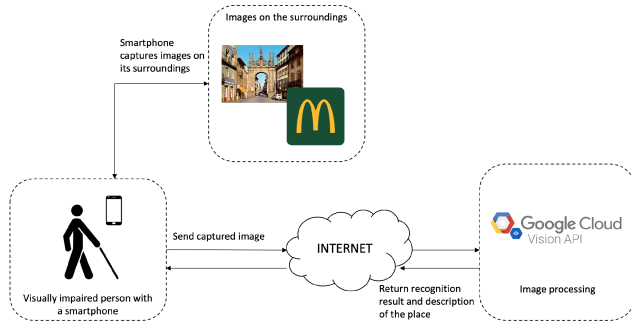 Images on the surroundings
Smartphone
captures images on
its surroundings
Visually impaired person with
a smartphone
Send captured image
INTERNET
Return recognition
result and description
of the place
Google Cloud
Vision API
Image processing